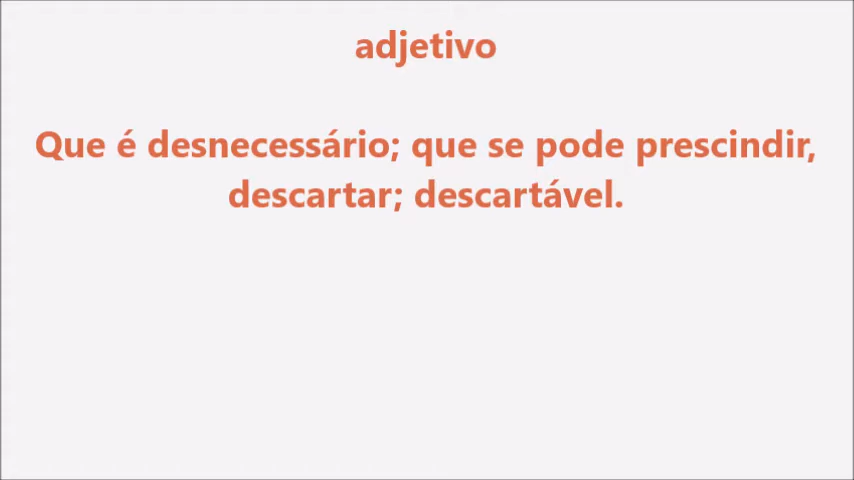 adjetivo
Que é desnecessário; que se pode prescindir,
descartar; descartável.